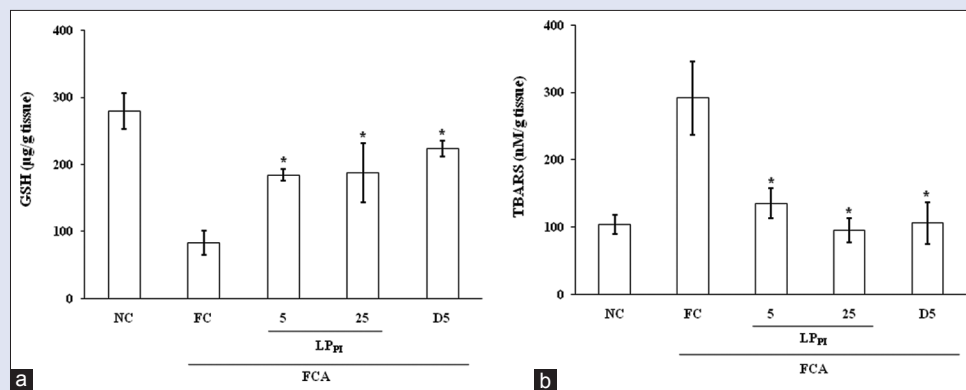 GSH (µg/g tissue)
400
300
200
100
0
* * *
NC FC 5 25 D5
LPPI
FCA
a
TBARS (nM/g tissue)
400
300
200
100
0
* * *
NC FC 5 25 D5
LPPI
FCA
b